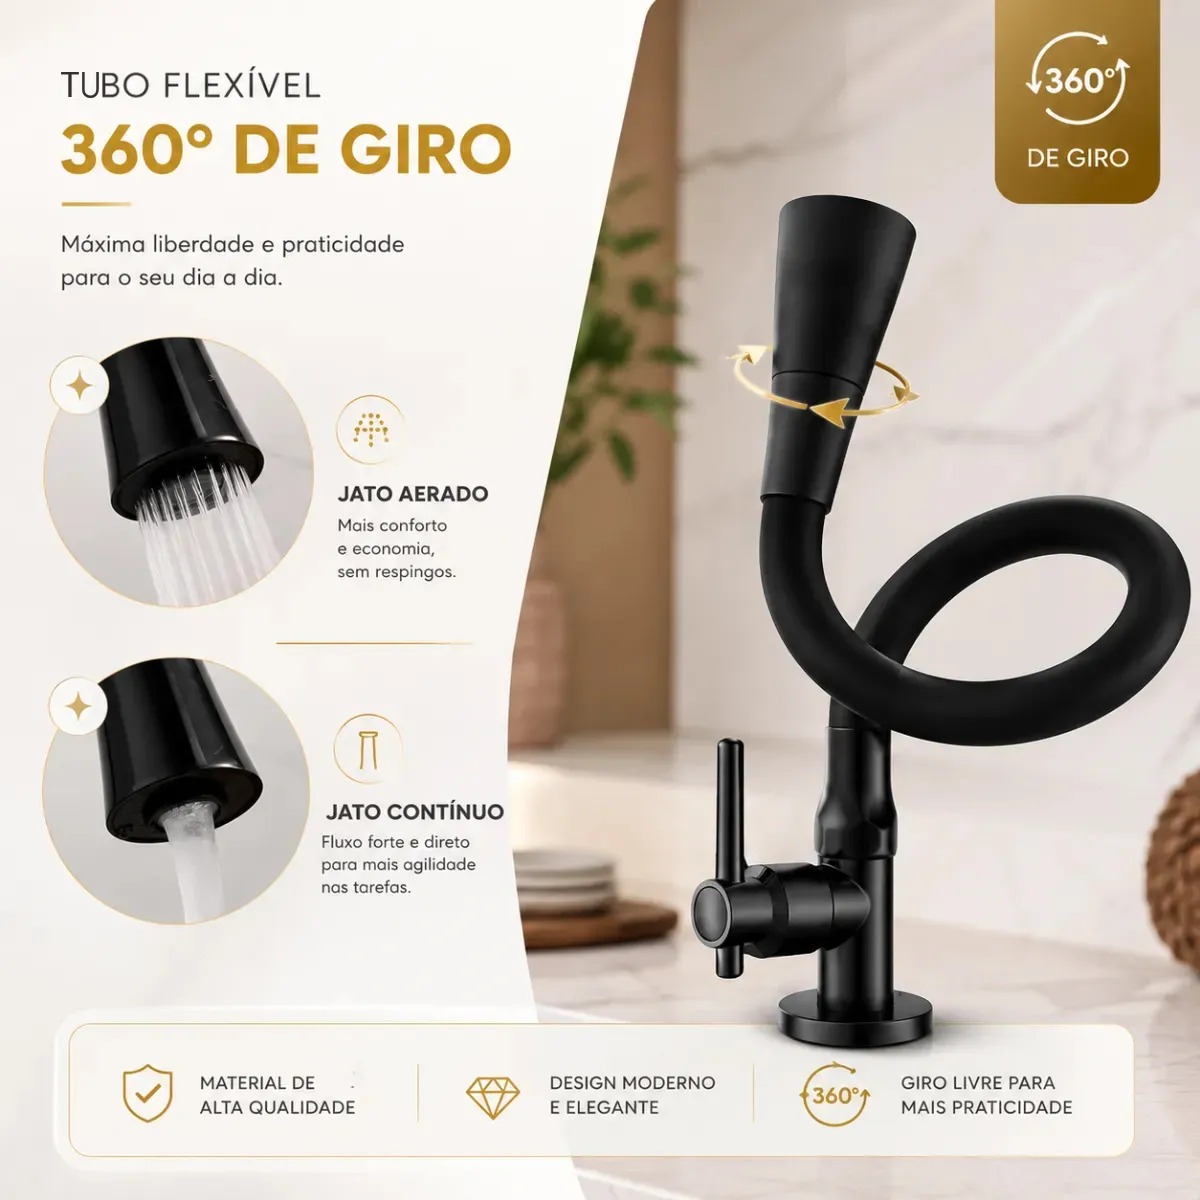 TUBO FLEXÍVEL
360° DE GIRO
Máxima liberdade e praticidade
para o seu dia a dia.
360°
DE GIRO
JATO AERADO
Mais conforto
e economia,
sem respingos.
JATO CONTÍNUO
Fluxo forte e direto
para mais agilidade
nas tarefas.
MATERIAL DE
ALTA QUALIDADE
DESIGN MODERNO
E ELEGANTE
360°
GIRO LIVRE PARA
MAIS PRATICIDADE